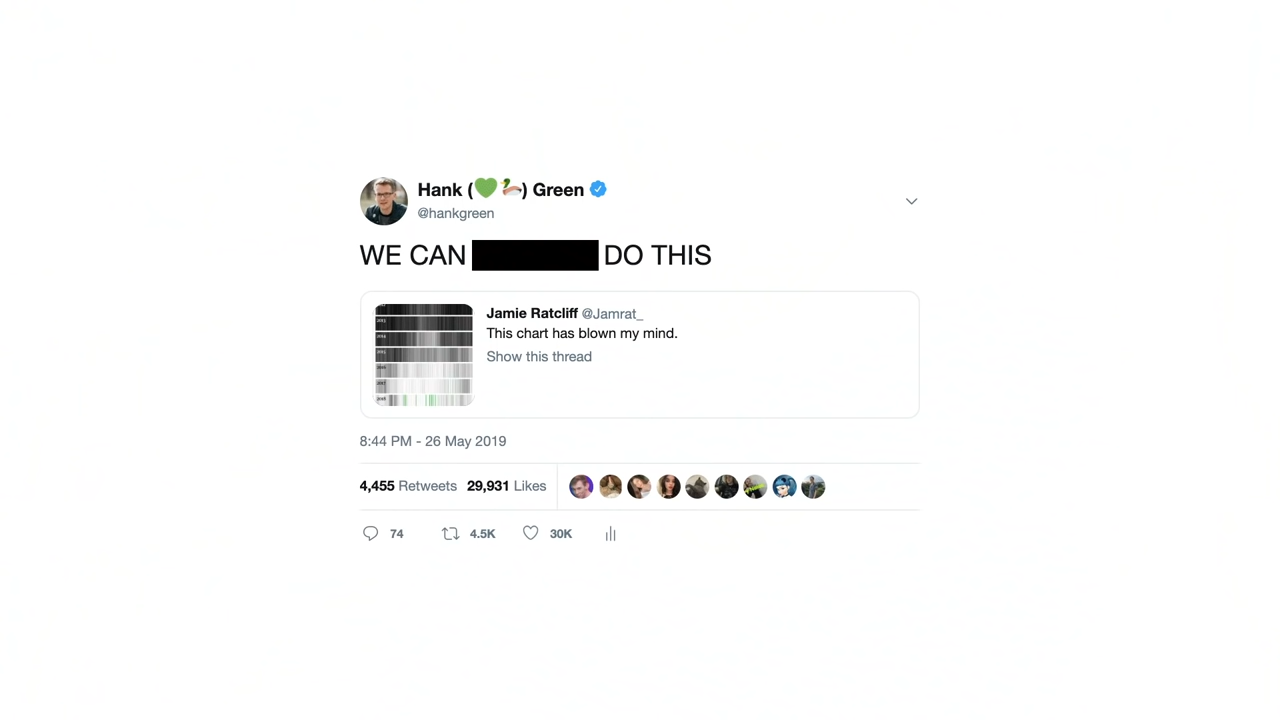 Hank (💚🦆) Green
@hankgreen
WE CAN DO THIS
Jamie Ratcliff @Jamrat_
This chart has blown my mind.
Show this thread
8:44 PM - 26 May 2019
4,455 Retweets 29,931 Likes
74 4.5K 30K